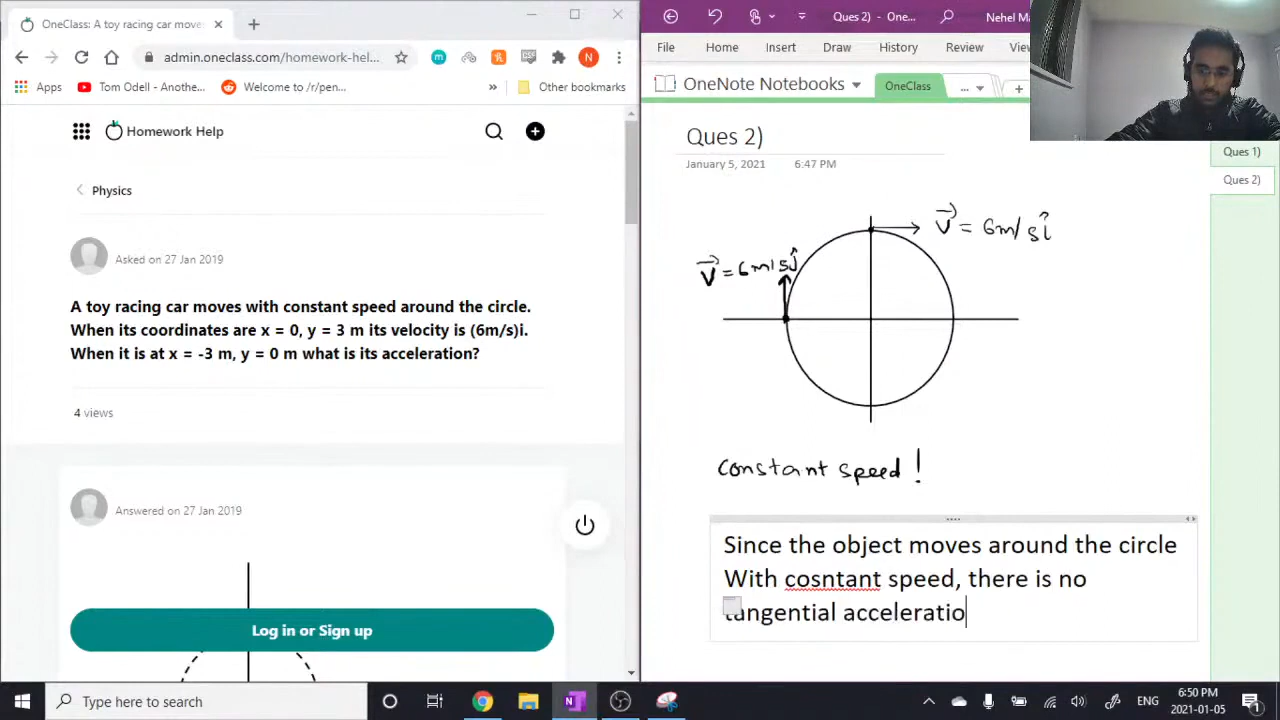 OneClass: A toy racing car move
Ques 2) - One...
Nehel Ma
admin.oneclass.com/homework-hel...
N
File Home Insert Draw History Review Vie
Apps Tom Odell - Anothe... Welcome to /r/pen... » Other bookmarks
OneNote Notebooks OneClass ...
Homework Help
Ques 2)
January 5, 2021 6:47 PM
Ques 1)
Ques 2)
Physics
Asked on 27 Jan 2019
A toy racing car moves with constant speed around the circle.
When its coordinates are x = 0, y = 3 m its velocity is (6m/s)i.
When it is at x = -3 m, y = 0 m what is its acceleration?
4 views
Answered on 27 Jan 2019
Log in or Sign up
V = 6m/s î
V = 6m/s ĵ
constant speed !
Since the object moves around the circle
With cosntant speed, there is no
tangential acceleratio
Type here to search
ENG
6:50 PM
2021-01-05
1